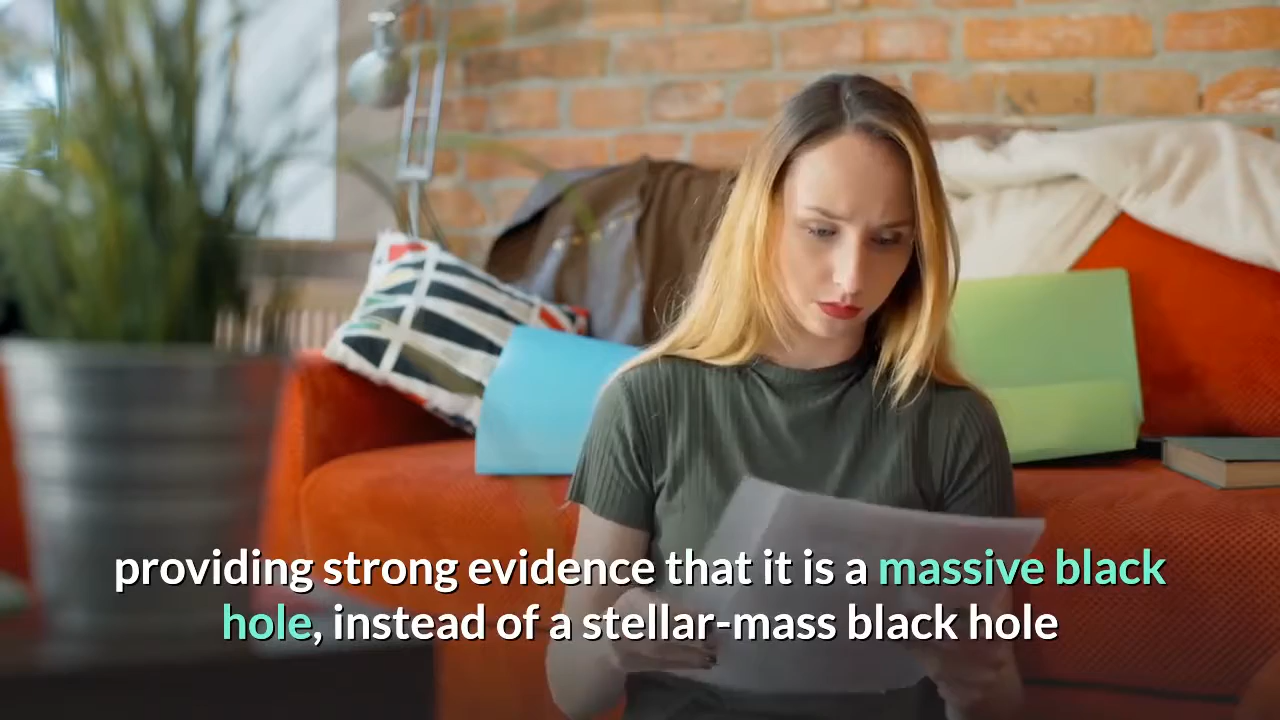 providing strong evidence that it is a massive black
hole, instead of a stellar-mass black hole